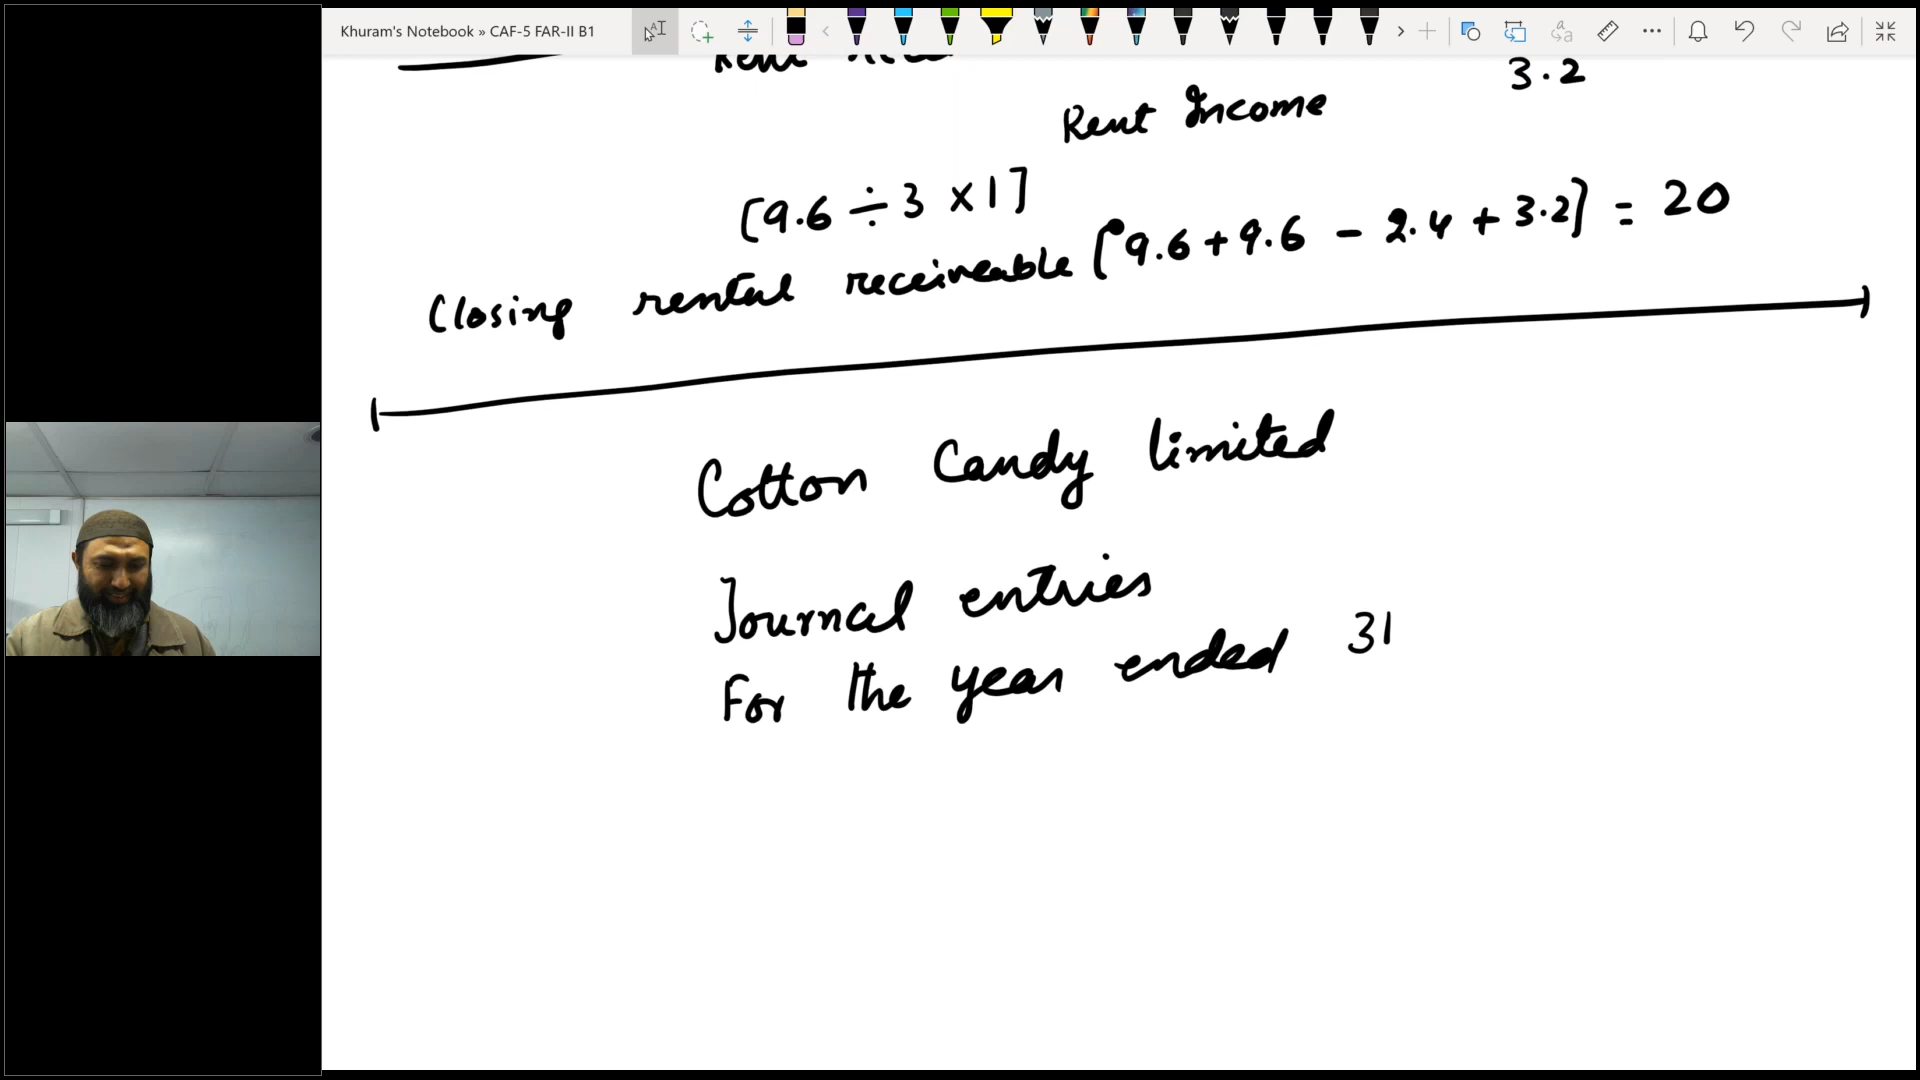 Khuram's Notebook » CAF-5 FAR-II B1
3.2
Rent Income
[9.6 ÷ 3 × 1]
Closing rental receiveable [9.6 + 9.6 - 2.4 + 3.2] = 20
Cotton Candy limited
Journal entries
For the year ended 31